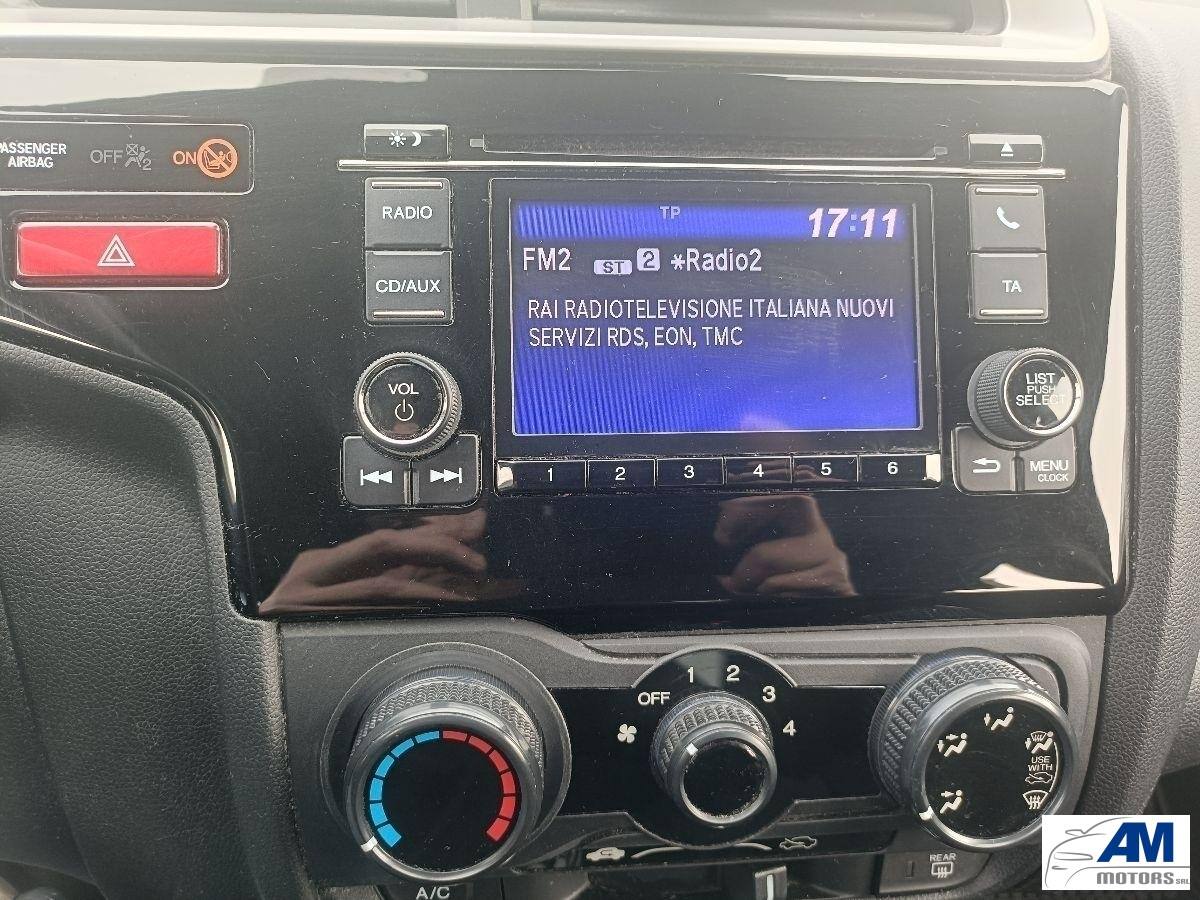 PASSENGER
AIRBAG
OFF 2
ON
RADIO
CD/AUX
VOL
TP
17:11
FM2 ST 2 *Radio2
RAI RADIOTELEVISIONE ITALIANA NUOVI
SERVIZI RDS, EON, TMC
1 2 3 4 5 6
TA
LIST
PUSH
SELECT
MENU
CLOCK
OFF 1 2 3 4
USE
WITH
A/C
REAR
AM
MOTORS SRL